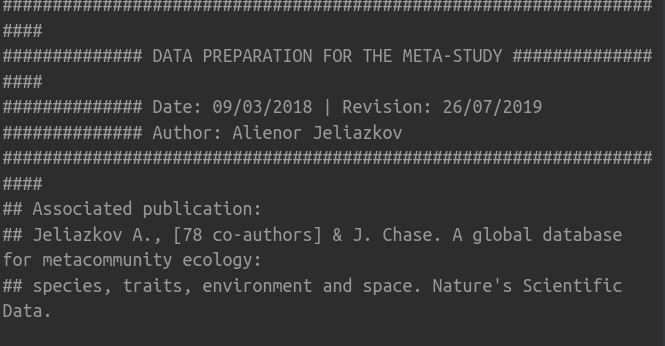 #################################################################
####
############## DATA PREPARATION FOR THE META-STUDY ##############
####
############## Date: 09/03/2018 | Revision: 26/07/2019
############## Author: Alienor Jeliazkov
#################################################################
####
## Associated publication:
## Jeliazkov A., [78 co-authors] & J. Chase. A global database
for metacommunity ecology:
## species, traits, environment and space. Nature's Scientific
Data.